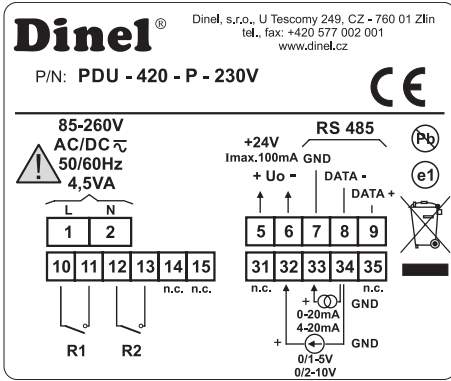 Dinel®
Dinel, s.r.o., U Tescomy 249, CZ - 760 01 Zlín
tel., fax: +420 577 002 001
www.dinel.cz
P/N: PDU - 420 - P - 230V
CE
85-260V
AC/DC
50/60Hz
4,5VA
L N
1 2
10 11 12 13 14 15
n.c. n.c.
R1 R2
RS 485
+24V
Imax.100mA GND
+ Uo - DATA -
DATA +
5 6 7 8 9
31 32 33 34 35
n.c. n.c.
+ GND
0-20mA
4-20mA
+ GND
0/1-5V
0/2-10V
Pb
e1